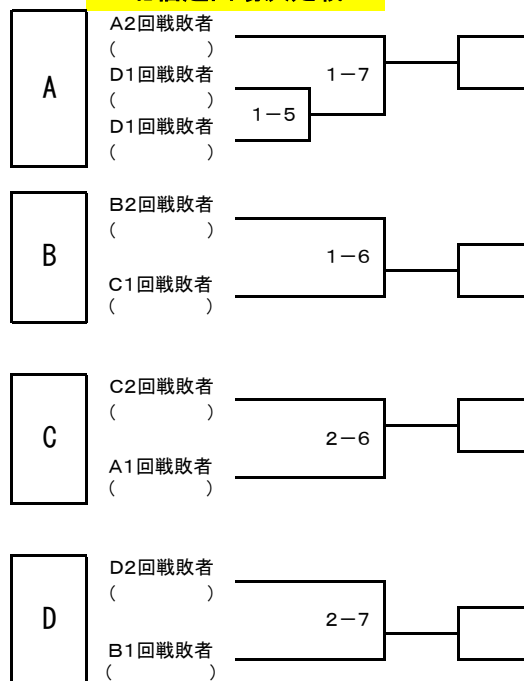 A2回戦敗者
(　　　　　)
D1回戦敗者
1－7
A
(　　　　　)
1－5
D1回戦敗者
(　　　　　)
B2回戦敗者
(　　　　　)
B
1－6
C1回戦敗者
(　　　　　)
C2回戦敗者
(　　　　　)
C
2－6
A1回戦敗者
(　　　　　)
D2回戦敗者
(　　　　　)
D
2－7
B1回戦敗者
(　　　　　)